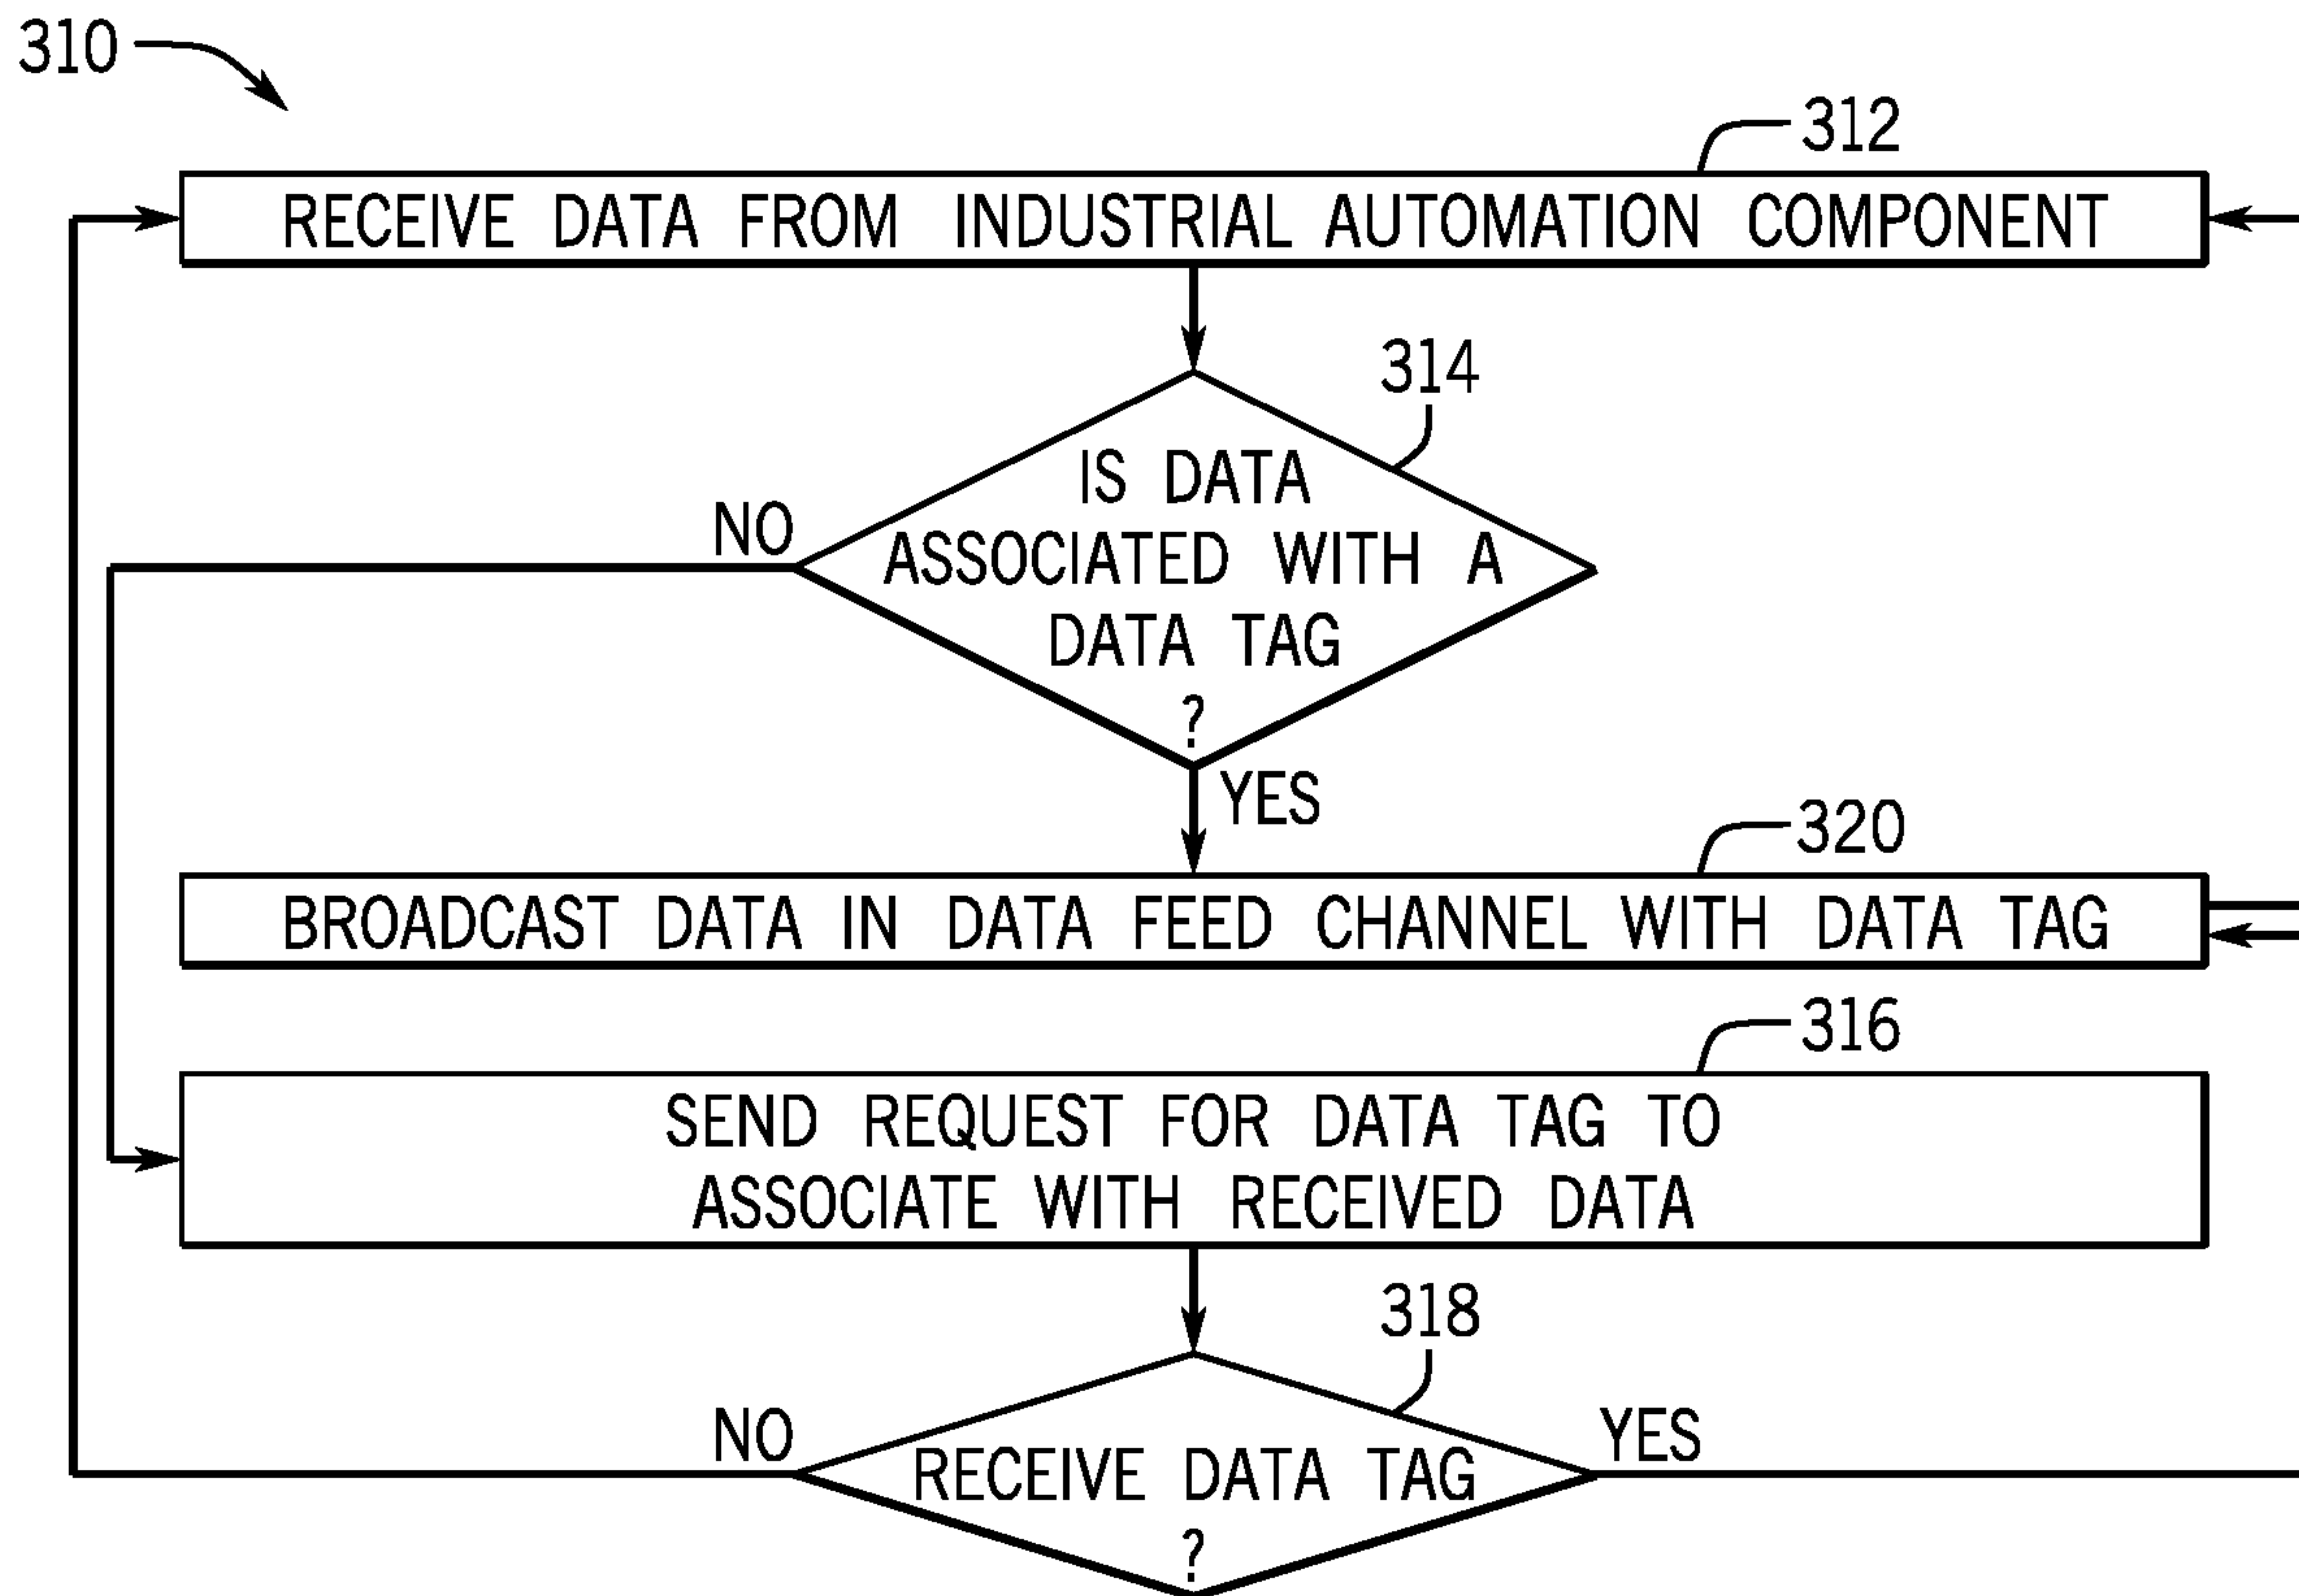 310
312
RECEIVE DATA FROM INDUSTRIAL AUTOMATION COMPONENT
314
IS DATA
ASSOCIATED WITH A
DATA TAG
?
NO
YES
320
BROADCAST DATA IN DATA FEED CHANNEL WITH DATA TAG
316
SEND REQUEST FOR DATA TAG TO
ASSOCIATE WITH RECEIVED DATA
318
NO
RECEIVE DATA TAG
?
YES